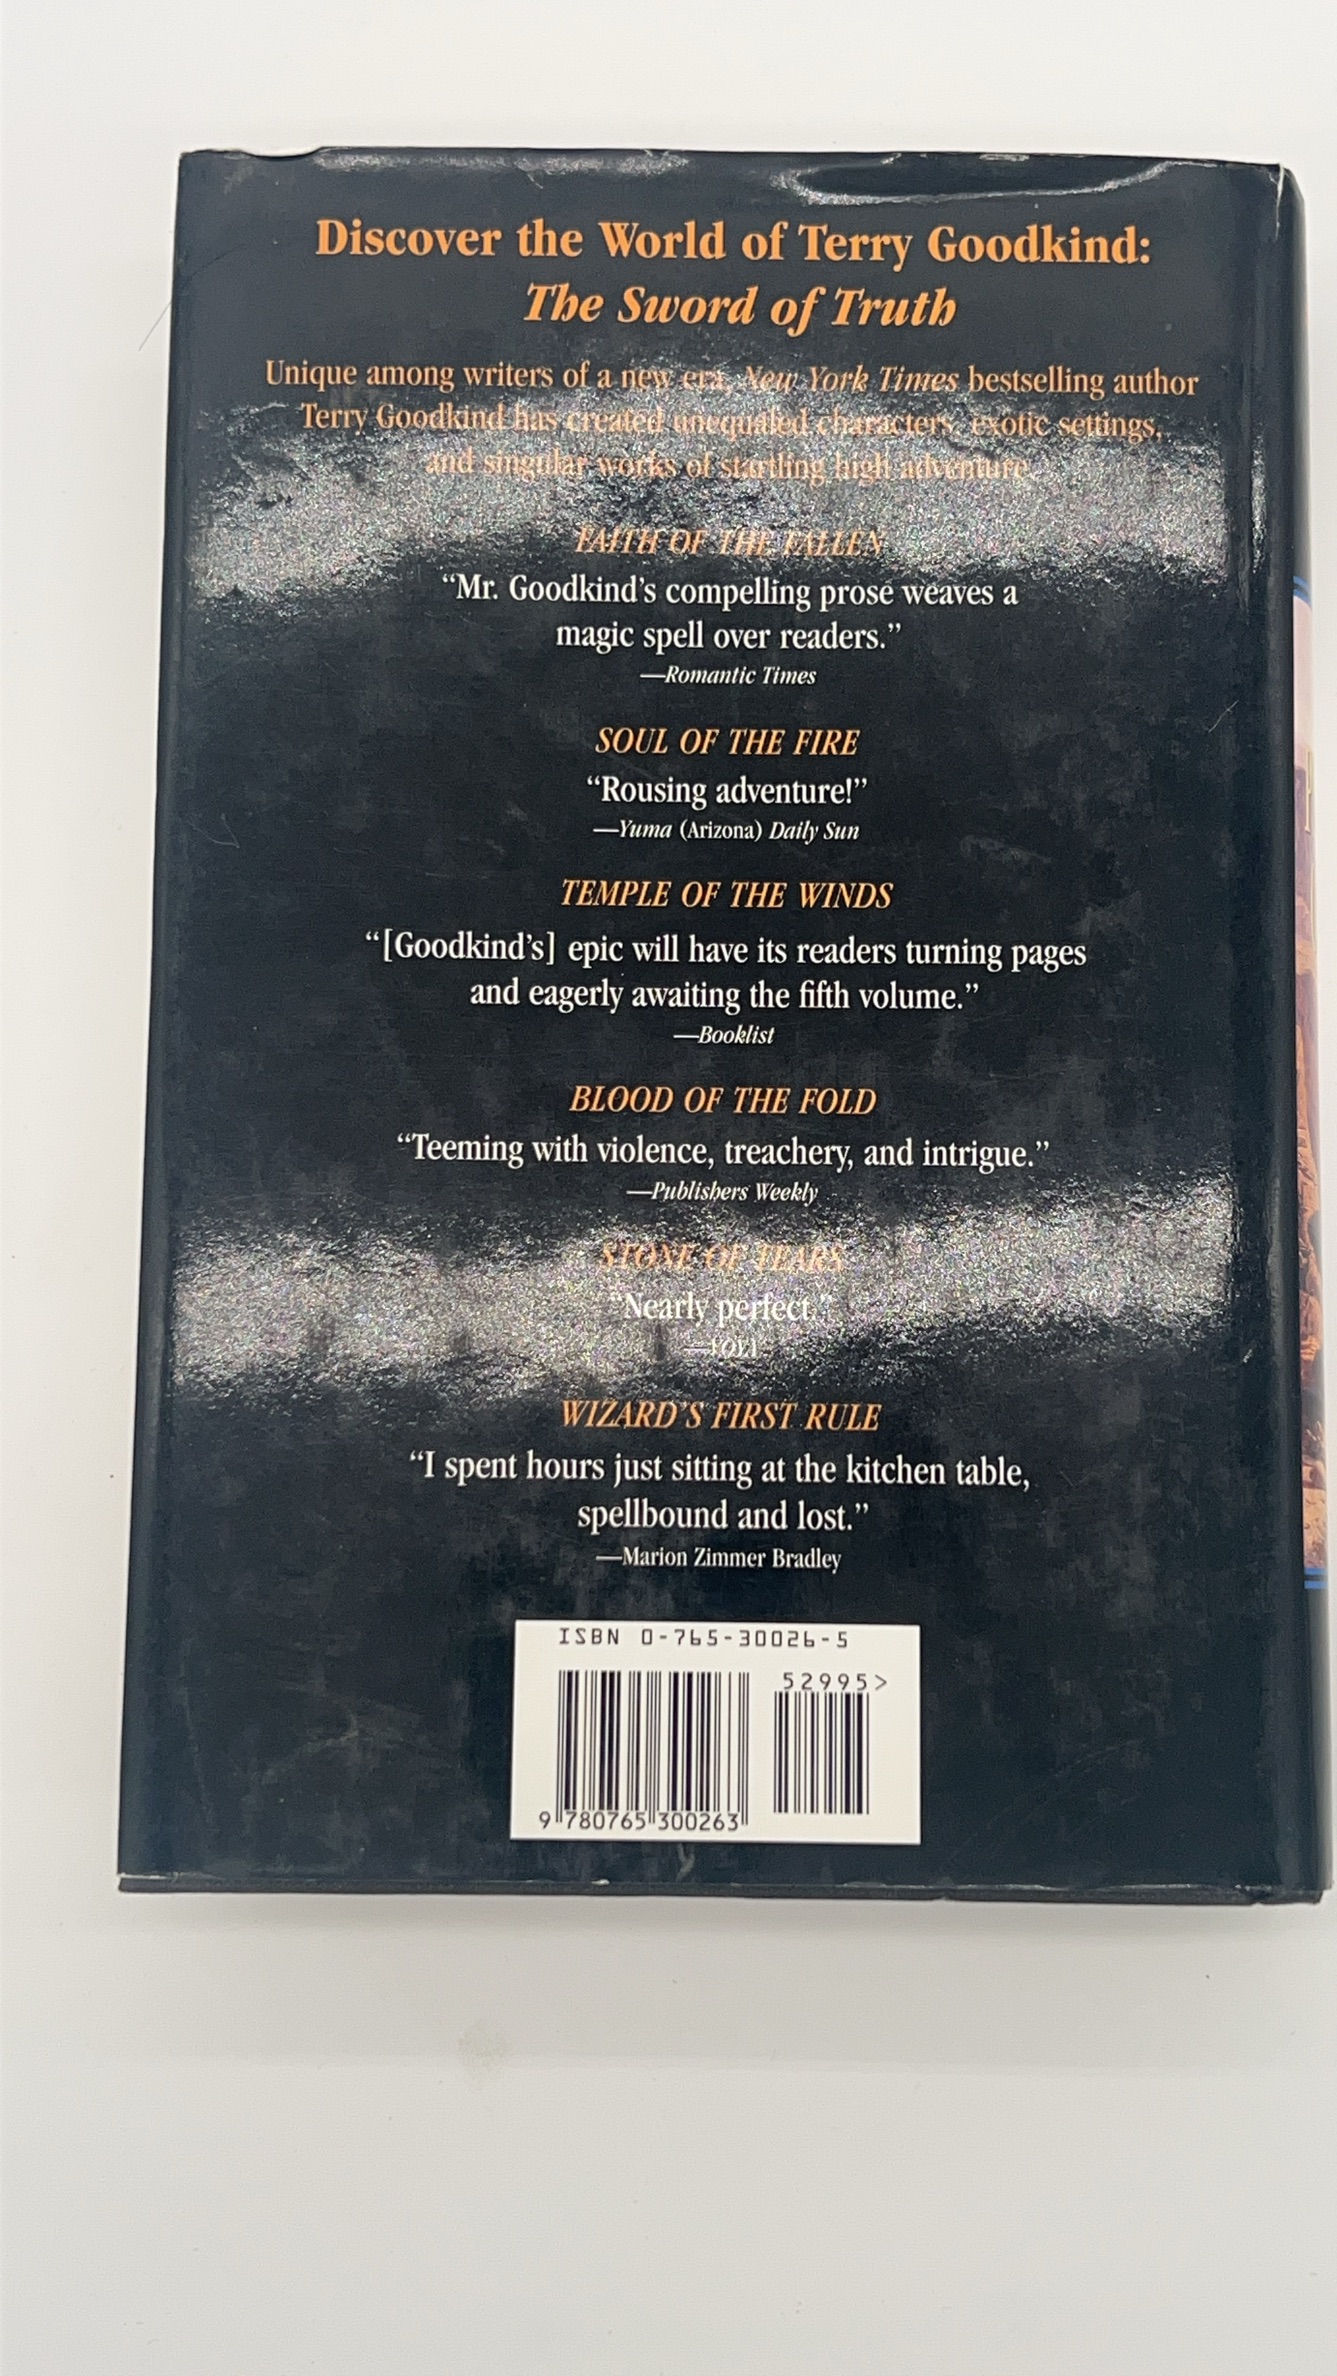 Discover the World of Terry Goodkind:
The Sword of Truth
Unique among writers of a new era, New York Times bestselling author
Terry Goodkind has created unequaled characters, exotic settings,
and singular works of startling high adventure.
FAITH OF THE FALLEN
“Mr. Goodkind’s compelling prose weaves a
magic spell over readers.”
—Romantic Times
SOUL OF THE FIRE
“Rousing adventure!”
—Yuma (Arizona) Daily Sun
TEMPLE OF THE WINDS
“[Goodkind’s] epic will have its readers turning pages
and eagerly awaiting the fifth volume.”
—Booklist
BLOOD OF THE FOLD
“Teeming with violence, treachery, and intrigue.”
—Publishers Weekly
STONE OF TEARS
“Nearly perfect.”
—VOYA
WIZARD’S FIRST RULE
“I spent hours just sitting at the kitchen table,
spellbound and lost.”
—Marion Zimmer Bradley
ISBN 0-765-30026-5
52995>
9 780765 300263